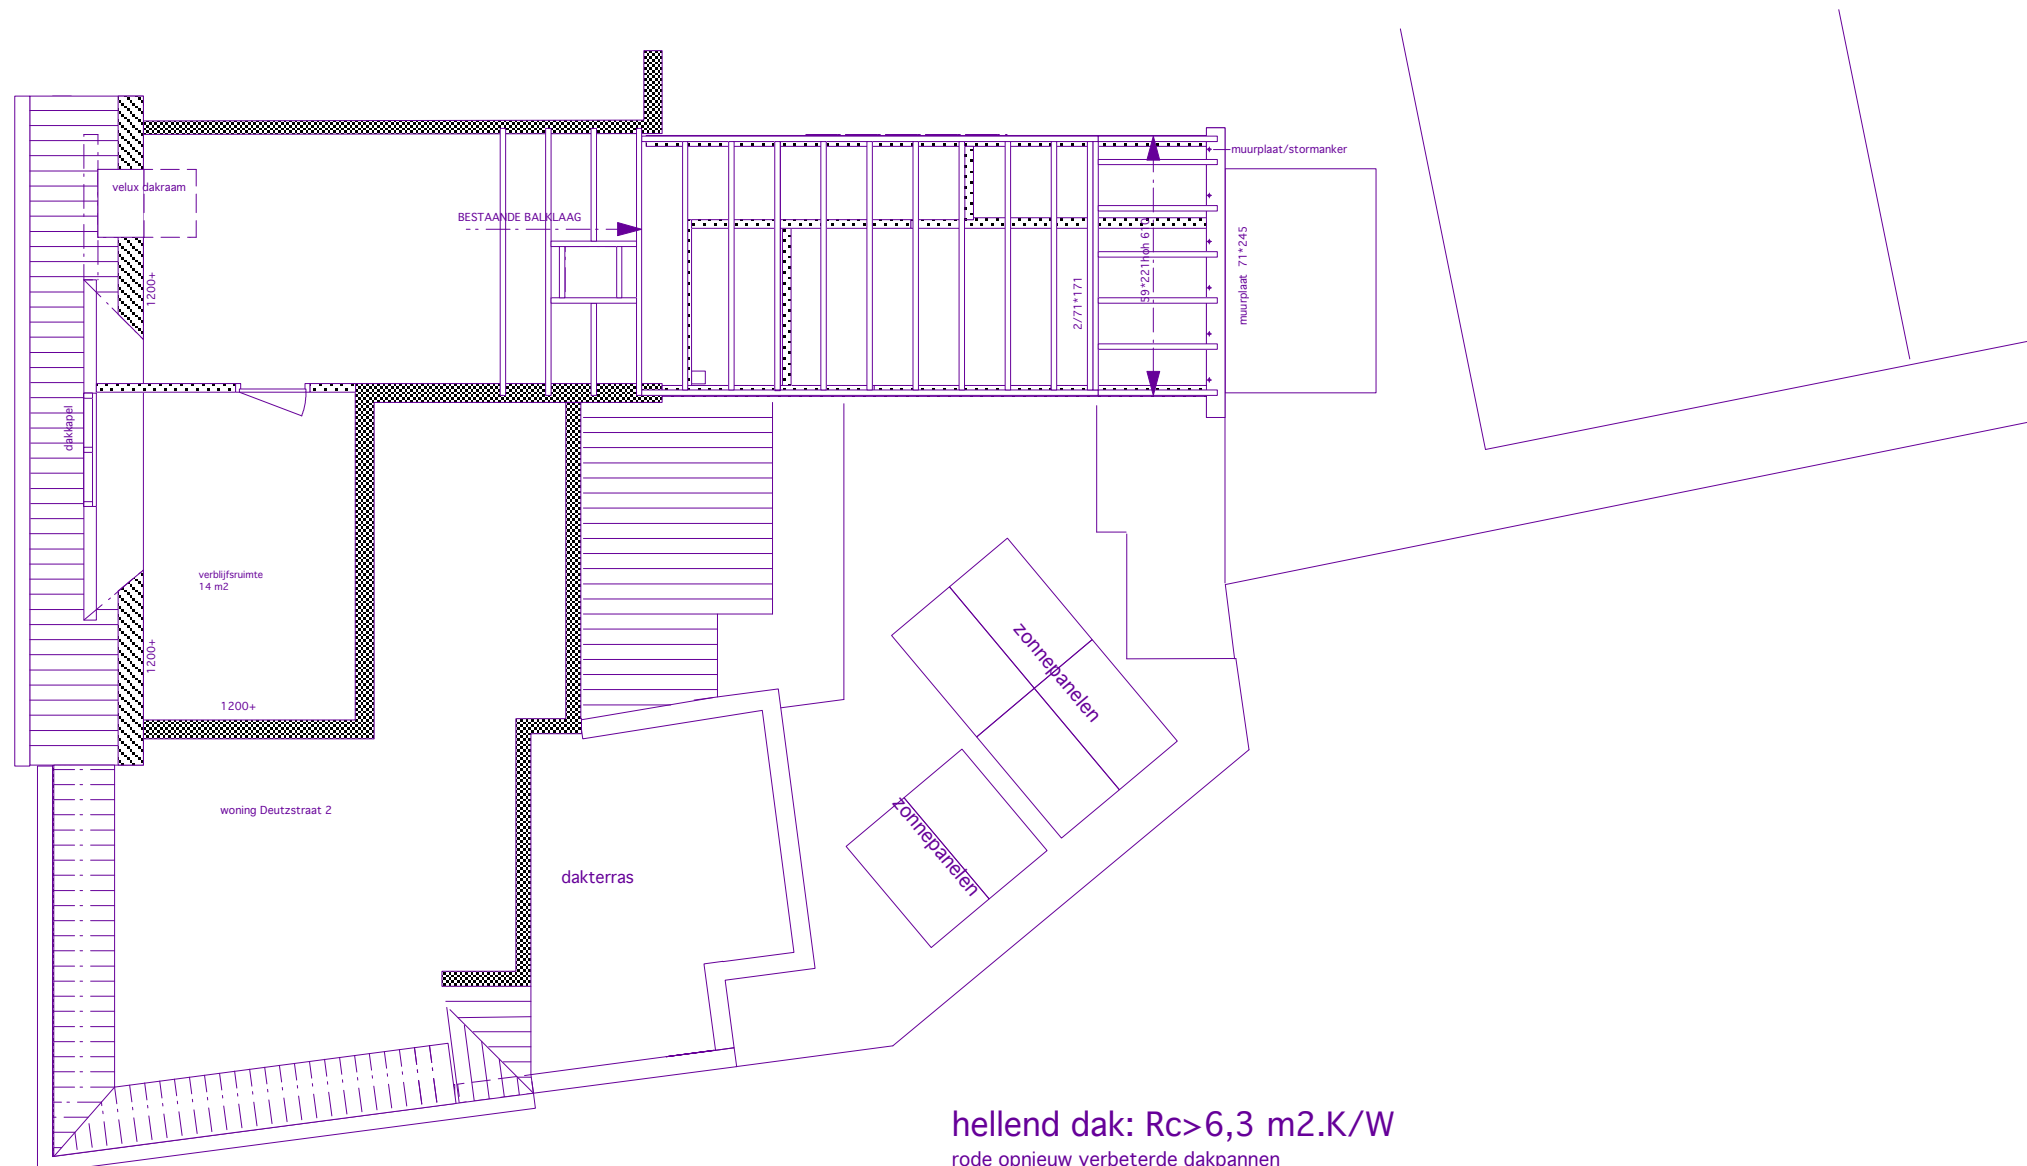 muurplaat/stormanker
velux dakraam
BESTAANDE BALKLAAG
1200+
2/71*171
muurplaat 71*245
dakkapel
verblijfsruimte
14 m2
zonnepanelen
1200+
1200+
woning Deutzstraat 2
zonnepanelen
dakterras
hellend dak: Rc>6,3 m2.K/W
rode opnieuw verbeterde dakpannen